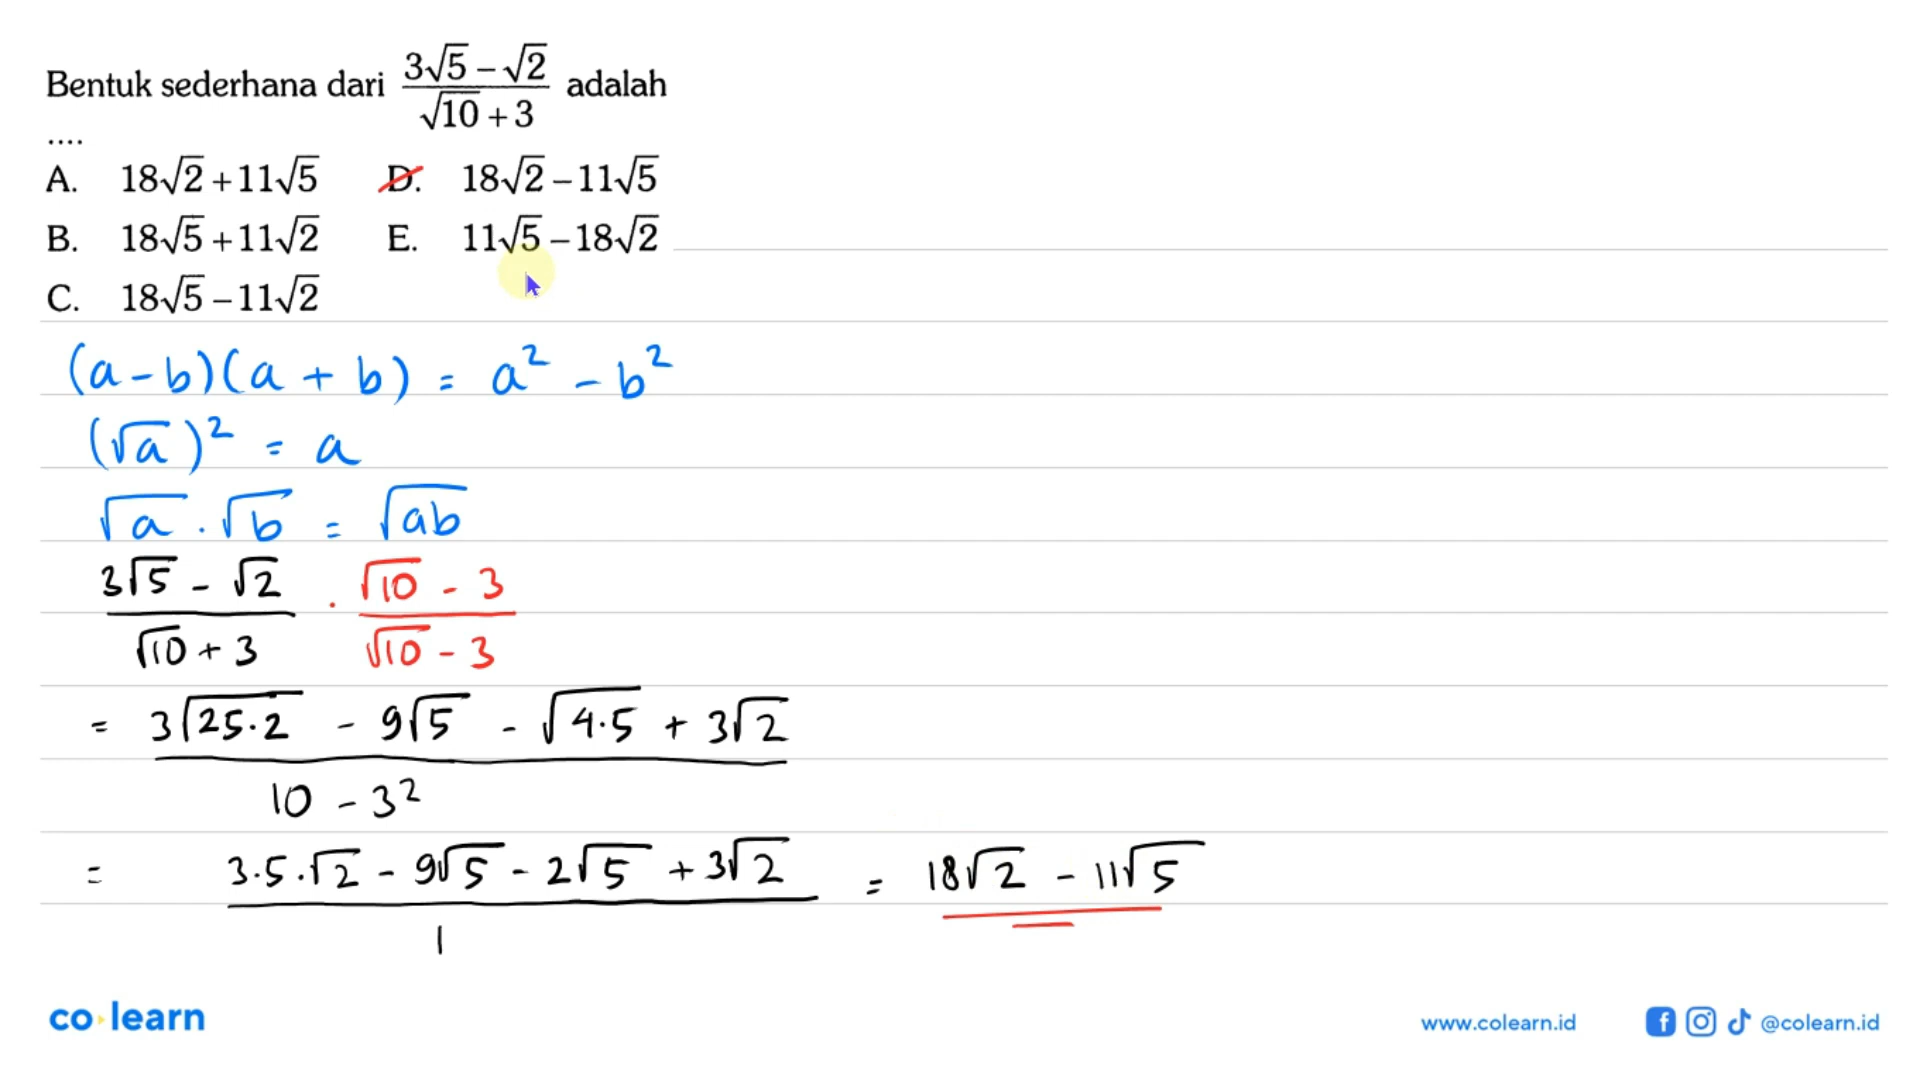 Bentuk sederhana dari (3√5 − √2)/(√10 + 3) adalah
....
A. 18√2 + 11√5 D. 18√2 − 11√5
B. 18√5 + 11√2 E. 11√5 − 18√2
C. 18√5 − 11√2
(a − b)(a + b) = a² − b²
(√a)² = a
√a . √b = √ab
(3√5 − √2)/(√10 + 3) . (√10 − 3)/(√10 − 3)
= (3√25·2 − 9√5 − √4·5 + 3√2)/(10 − 3²)
= (3·5·√2 − 9√5 − 2√5 + 3√2)/1 = 18√2 − 11√5
co learn
www.colearn.id @colearn.id